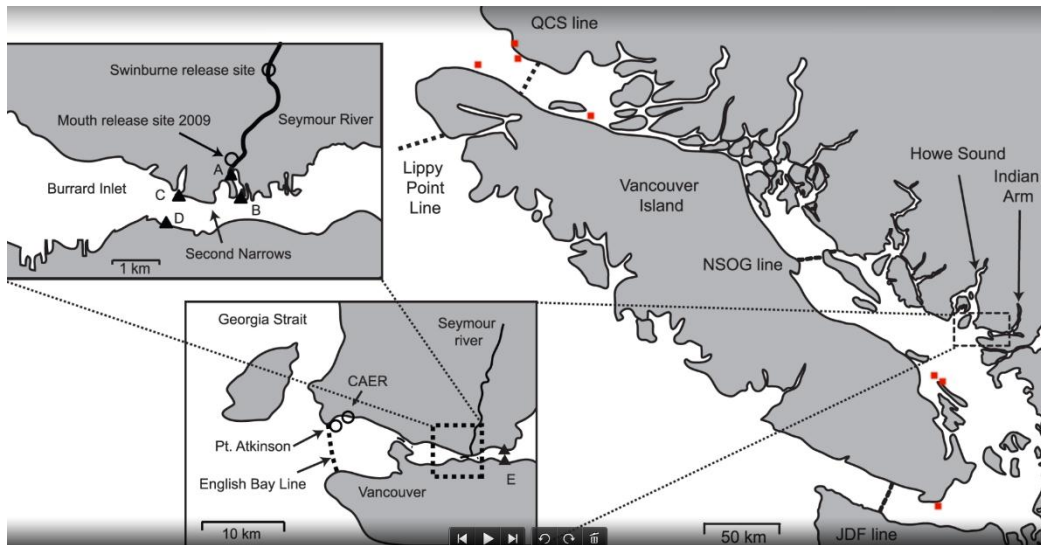 QCS line
Swinburne release site
Mouth release site 2009
Seymour River
A
Burrard Inlet
C
B
D
Second Narrows
1 km
Lippy
Point
Line
Vancouver
Island
Howe Sound
Indian
Arm
NSOG line
Georgia Strait
Seymour
river
CAER
Pt. Atkinson
English Bay Line
Vancouver
E
10 km
50 km
JDF line